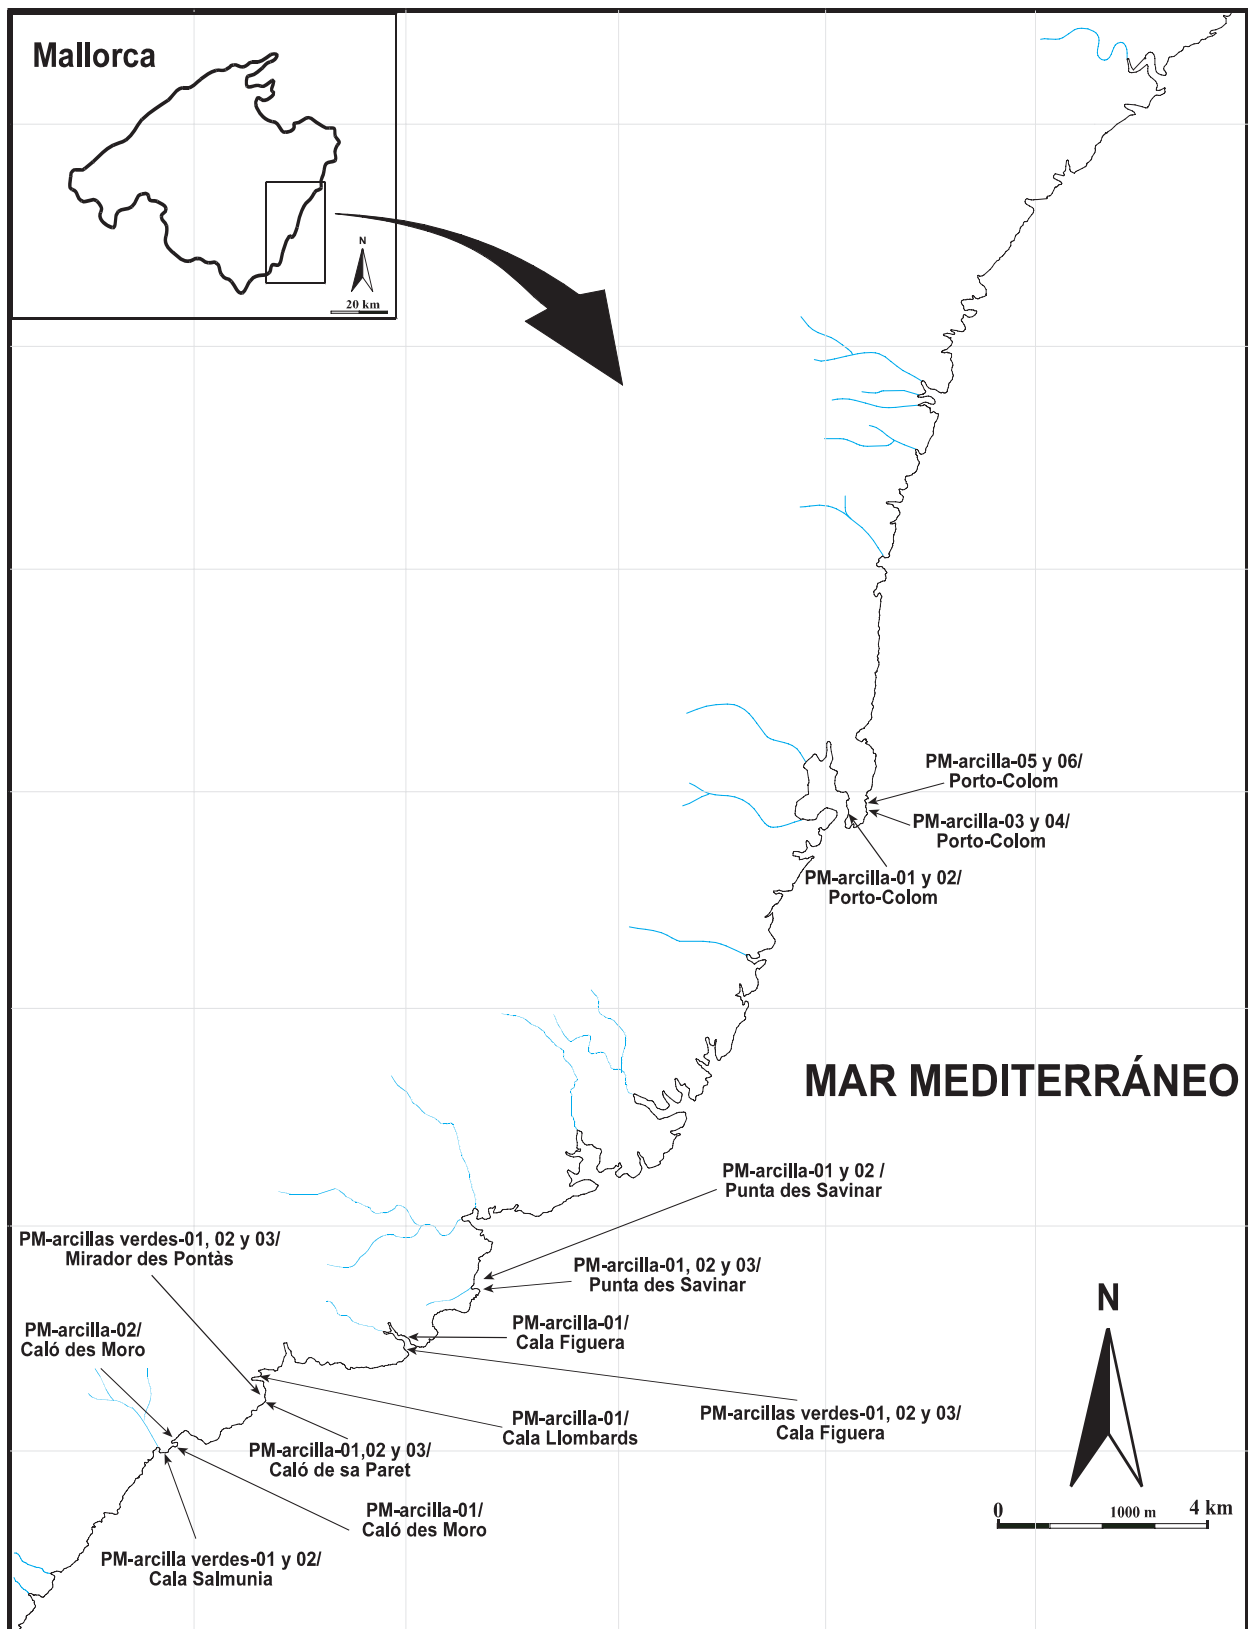 Mallorca
N
20 km
PM-arcilla-05 y 06/
Porto-Colom
PM-arcilla-03 y 04/
Porto-Colom
PM-arcilla-01 y 02/
Porto-Colom
MAR MEDITERRÁNEO
PM-arcilla-01 y 02 /
Punta des Savinar
PM-arcillas verdes-01, 02 y 03/
Mirador des Pontàs
PM-arcilla-01, 02 y 03/
Punta des Savinar
PM-arcilla-01/
Cala Figuera
PM-arcilla-02/
Caló des Moro
PM-arcilla-01/
Cala Llombards
PM-arcillas verdes-01, 02 y 03/
Cala Figuera
PM-arcilla-01,02 y 03/
Caló de sa Paret
PM-arcilla-01/
Caló des Moro
PM-arcilla verdes-01 y 02/
Cala Salmunia
N
0 1000 m 4 km